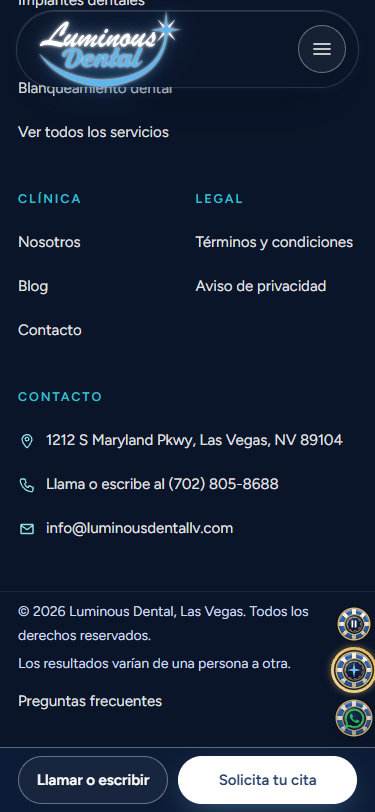 Implantes dentales
Luminous
Dental
Blanqueamiento dental
Ver todos los servicios
CLÍNICA
Nosotros
Blog
Contacto
LEGAL
Términos y condiciones
Aviso de privacidad
CONTACTO
1212 S Maryland Pkwy, Las Vegas, NV 89104
Llama o escribe al (702) 805-8688
info@luminousdentallv.com
© 2026 Luminous Dental, Las Vegas. Todos los
derechos reservados.
Los resultados varían de una persona a otra.
Preguntas frecuentes
Llamar o escribir
Solicita tu cita